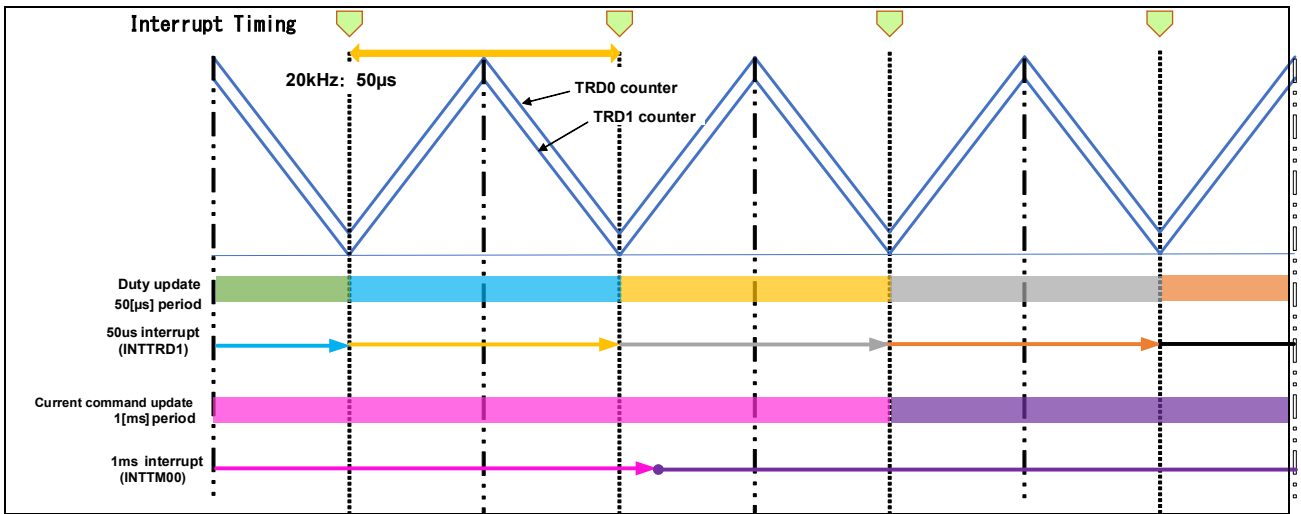 Interrupt Timing
20kHz: 50µs
TRD0 counter
TRD1 counter
Duty update
50[µs] period
50us interrupt
(INTTRD1)
Current command update
1[ms] period
1ms interrupt
(INTTM00)